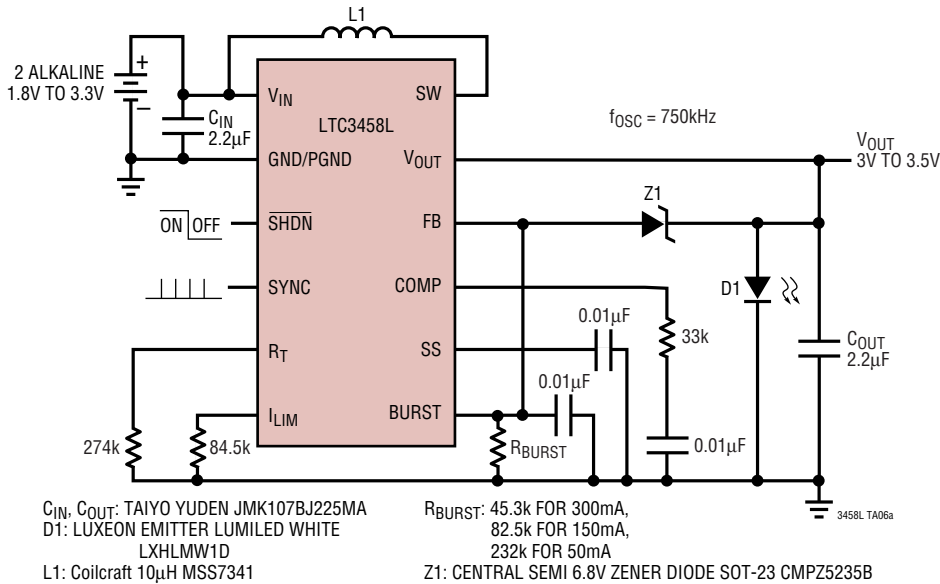 L1
2 ALKALINE
1.8V TO 3.3V
+
–
CIN
2.2µF
VIN
SW
LTC3458L
GND/PGND
VOUT
fOSC = 750kHz
VOUT
3V TO 3.5V
ON OFF
SHDN
FB
Z1
SYNC
COMP
D1
RT
SS
0.01µF
33k
COUT
2.2µF
ILIM
BURST
0.01µF
274k
84.5k
RBURST
0.01µF
3458L TA06a
CIN, COUT: TAIYO YUDEN JMK107BJ225MA
D1: LUXEON EMITTER LUMILED WHITE
LXHLMW1D
L1: Coilcraft 10µH MSS7341
RBURST: 45.3k FOR 300mA,
82.5k FOR 150mA,
232k FOR 50mA
Z1: CENTRAL SEMI 6.8V ZENER DIODE SOT-23 CMPZ5235B